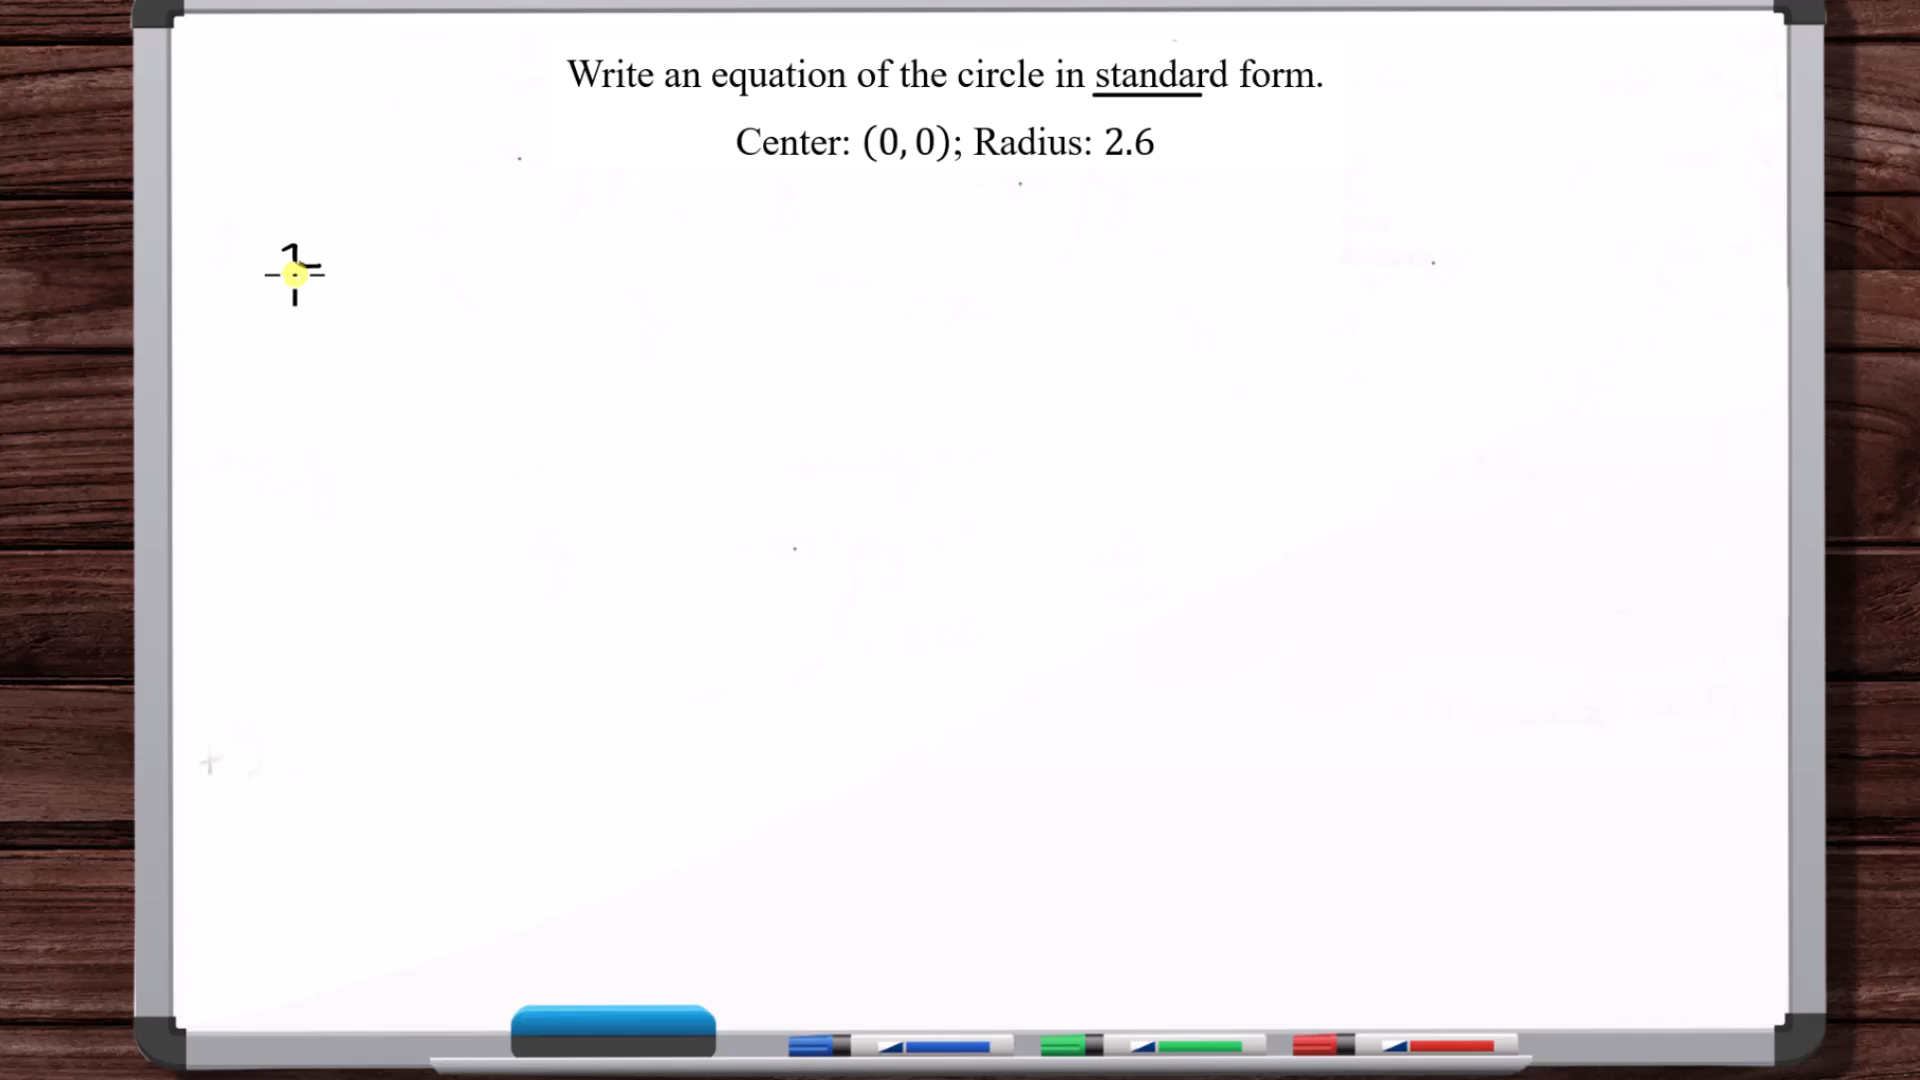 Write an equation of the circle in standard form.
Center: (0, 0); Radius: 2.6